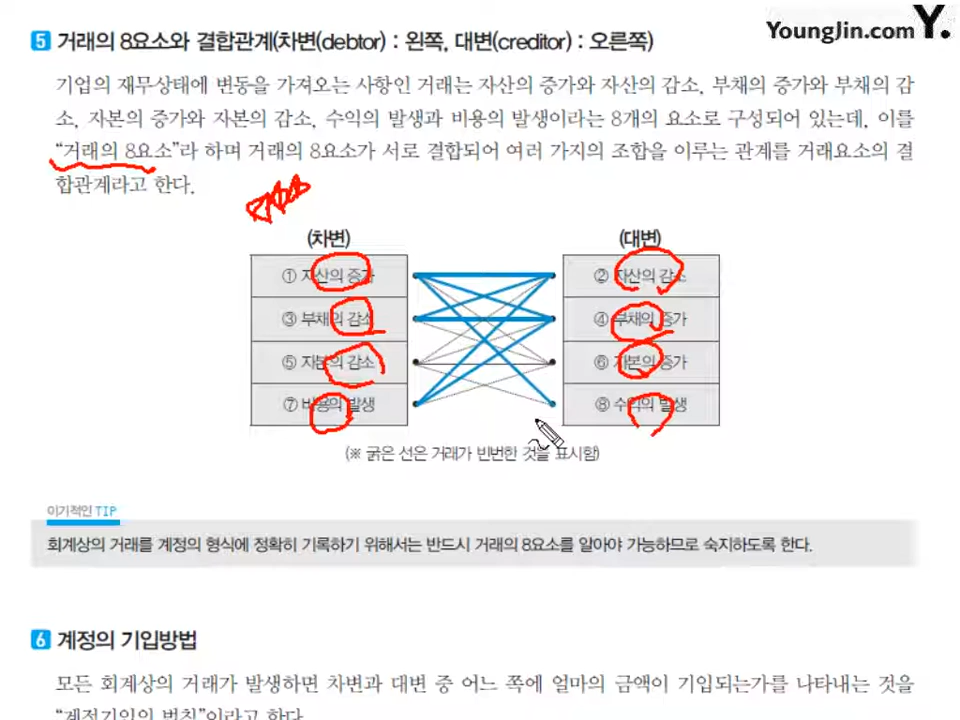 YoungJin.com Y.
5 거래의 8요소와 결합관계(차변(debtor) : 왼쪽, 대변(creditor) : 오른쪽)
기업의 재무상태에 변동을 가져오는 사항인 거래는 자산의 증가와 자산의 감소, 부채의 증가와 부채의 감
소, 자본의 증가와 자본의 감소, 수익의 발생과 비용의 발생이라는 8개의 요소로 구성되어 있는데, 이를
“거래의 8요소”라 하며 거래의 8요소가 서로 결합되어 여러 가지의 조합을 이루는 관계를 거래요소의 결
합관계라고 한다.
(차변) (대변)
① 자산의 증가 ② 자산의 감소
③ 부채의 감소 ④ 부채의 증가
⑤ 자본의 감소 ⑥ 자본의 증가
⑦ 비용의 발생 ⑧ 수익의 발생
(※ 굵은 선은 거래가 빈번한 것을 표시함)
이기적인 TIP
회계상의 거래를 계정의 형식에 정확히 기록하기 위해서는 반드시 거래의 8요소를 알아야 가능하므로 숙지하도록 한다.
6 계정의 기입방법
모든 회계상의 거래가 발생하면 차변과 대변 중 어느 쪽에 얼마의 금액이 기입되는가를 나타내는 것을
“계정기입의 법칙”이라고 한다.